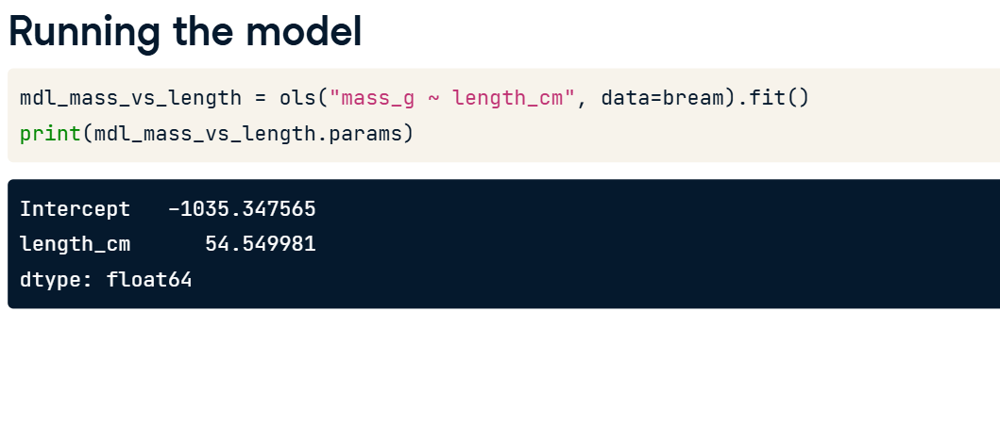 Running the model
mdl_mass_vs_length = ols("mass_g ~ length_cm", data=bream).fit()
print(mdl_mass_vs_length.params)
Intercept   -1035.347565
length_cm      54.549981
dtype: float64